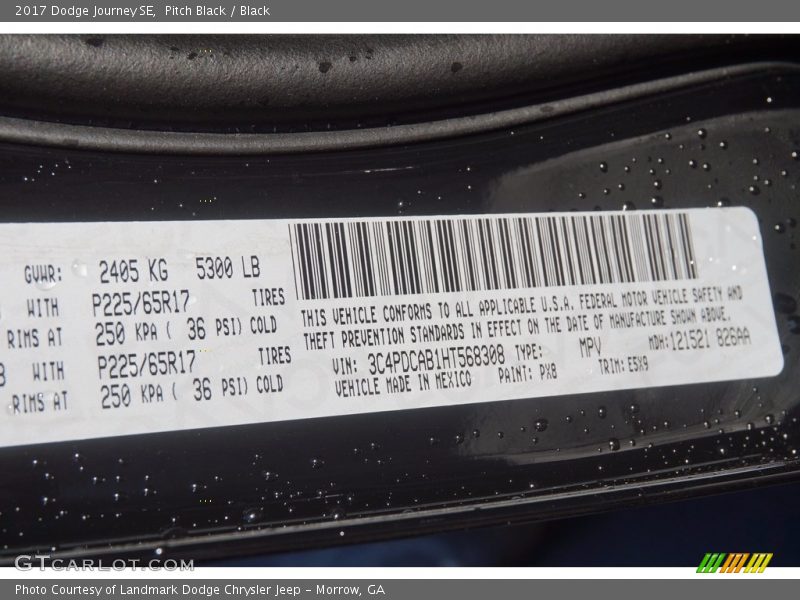 2017 Dodge Journey SE, Pitch Black / Black
GVWR: 2405 KG 5300 LB
WITH P225/65R17 TIRES
RIMS AT 250 KPA ( 36 PSI) COLD
WITH P225/65R17 TIRES
RIMS AT 250 KPA ( 36 PSI) COLD
THIS VEHICLE CONFORMS TO ALL APPLICABLE U.S.A. FEDERAL MOTOR VEHICLE SAFETY AND
THEFT PREVENTION STANDARDS IN EFFECT ON THE DATE OF MANUFACTURE SHOWN ABOVE.
VIN: 3C4PDCAB1HT568308 TYPE: MPV MDH:121521 826AA
VEHICLE MADE IN MEXICO PAINT: PX8 TRIM: E5X9
GTCARLOT.COM
Photo Courtesy of Landmark Dodge Chrysler Jeep – Morrow, GA